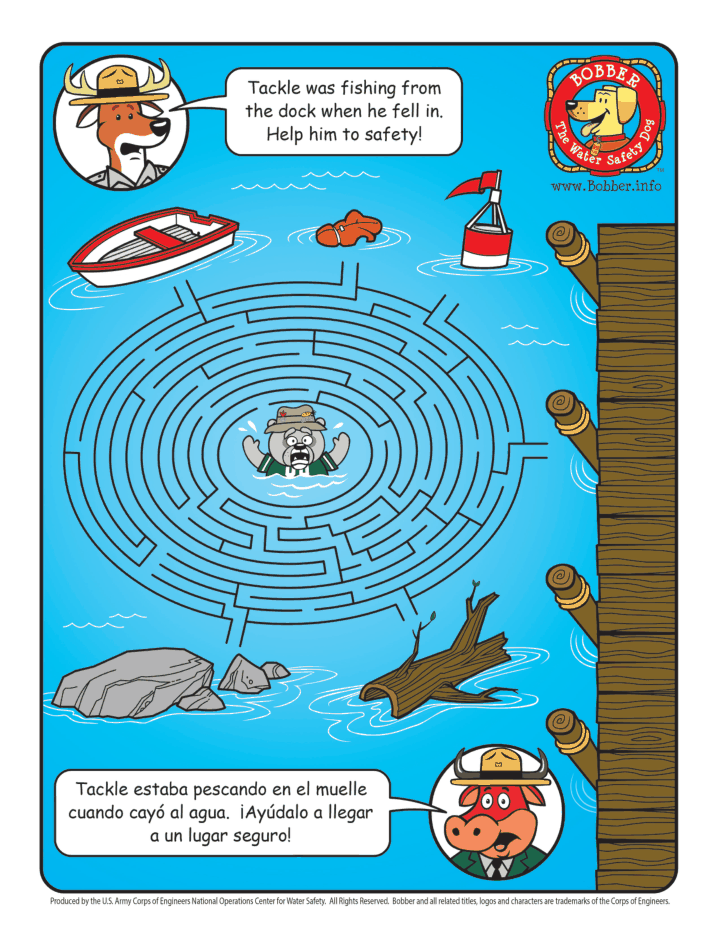 Tackle was fishing from
the dock when he fell in.
Help him to safety!
BOBBER
The Water Safety Dog
TM
www.Bobber.info
Tackle estaba pescando en el muelle
cuando cayó al agua. ¡Ayúdalo a llegar
a un lugar seguro!
Produced by the U.S. Army Corps of Engineers National Operations Center for Water Safety. All Rights Reserved. Bobber and all related titles, logos and characters are trademarks of the Corps of Engineers.